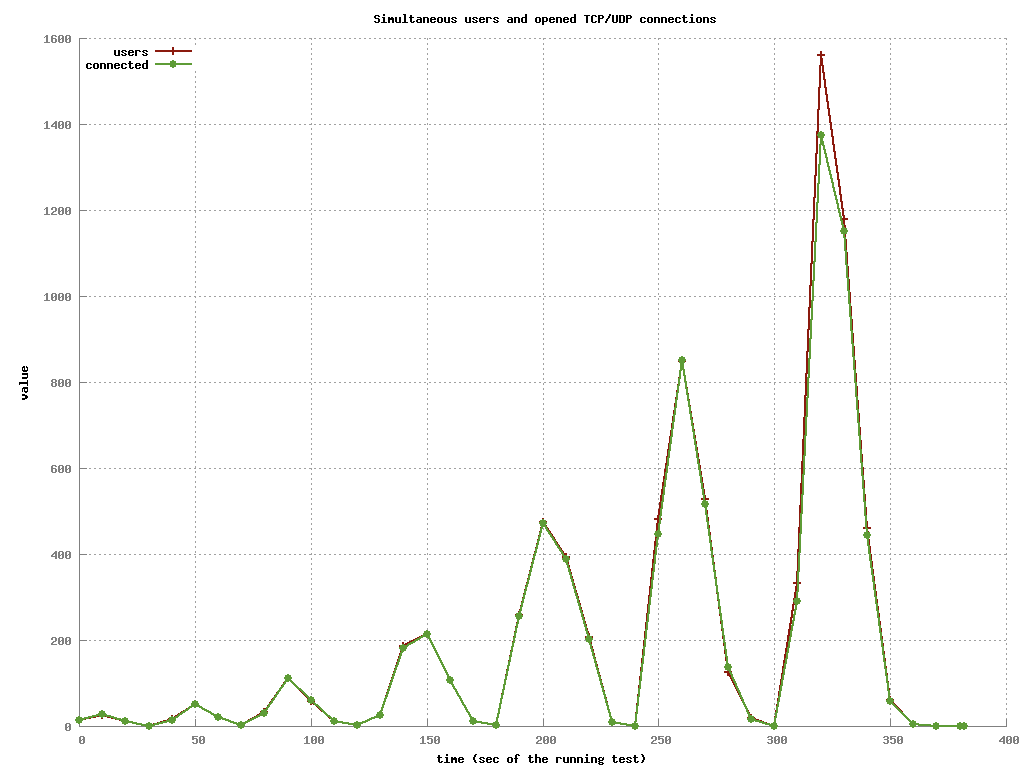 Simultaneous users and opened TCP/UDP connections
1600
users
connected
1400
1200
1000
800
value
600
400
200
0
0 50 100 150 200 250 300 350 400
time (sec of the running test)